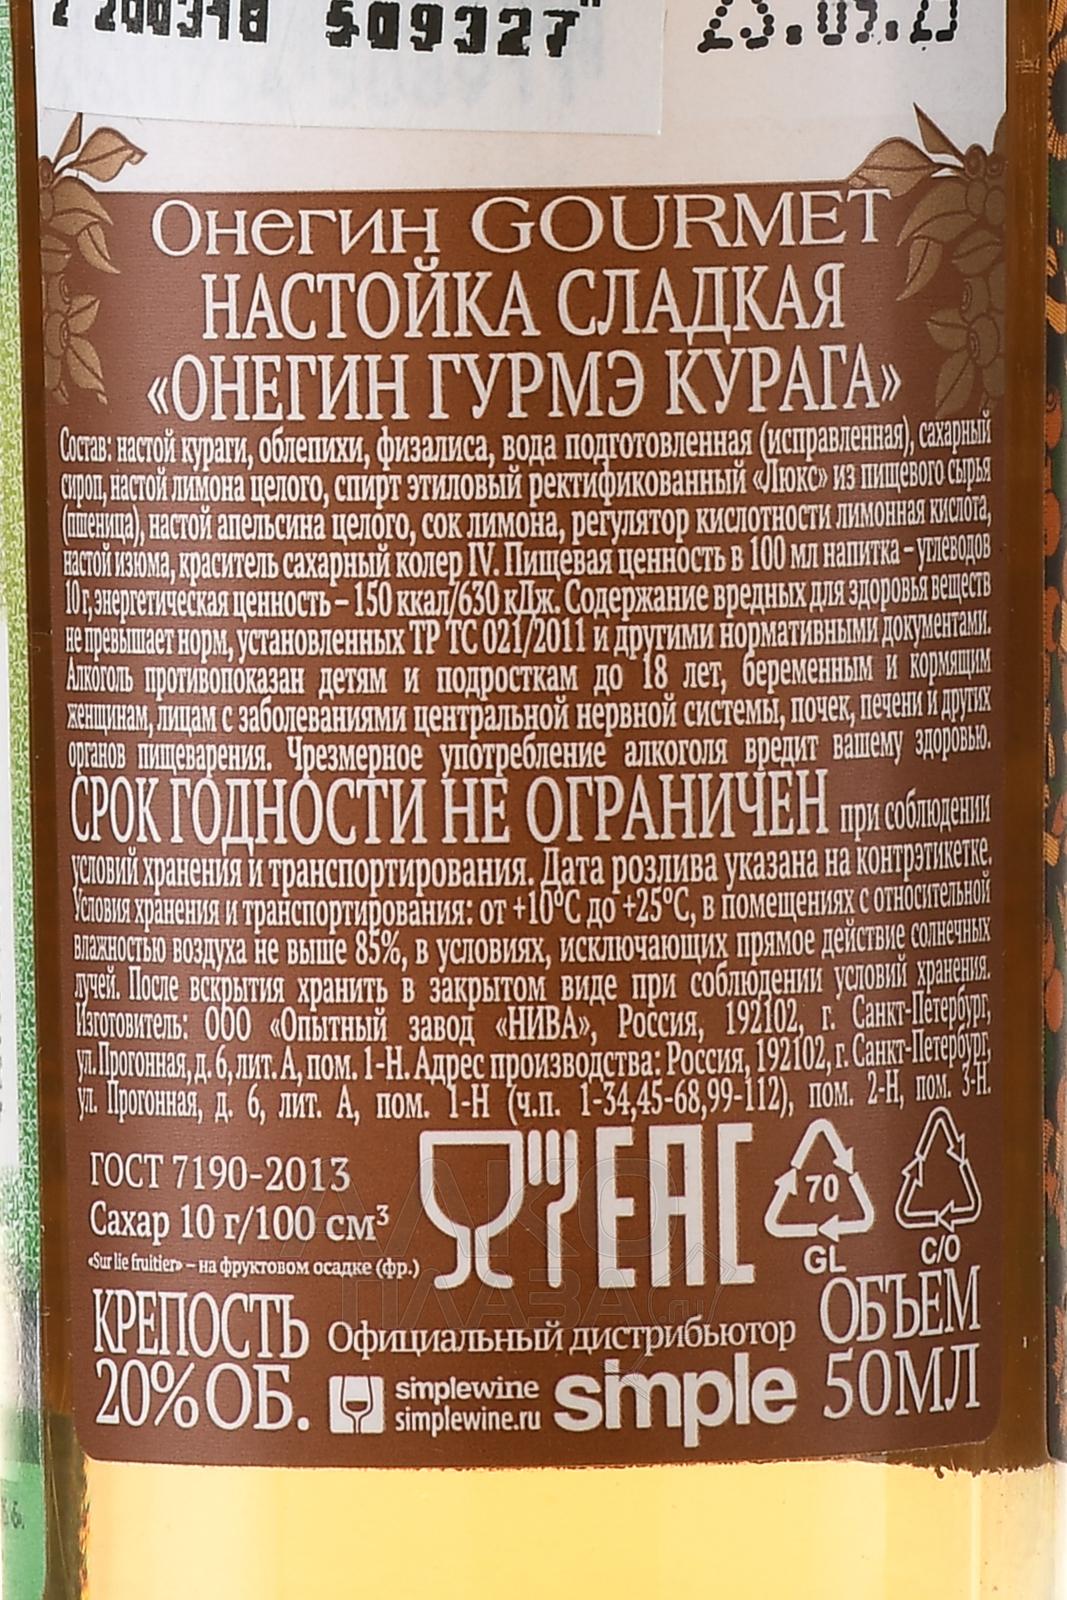 509327
Онегин GOURMET
НАСТОЙКА СЛАДКАЯ
«ОНЕГИН ГУРМЭ КУРАГА»
Состав: настой кураги, облепихи, физалиса, вода подготовленная (исправленная), сахарный
сироп, настой лимона целого, спирт этиловый ректификованный «Люкс» из пищевого сырья
(пшеница), настой апельсина целого, сок лимона, регулятор кислотности лимонная кислота,
настой изюма, краситель сахарный колер IV. Пищевая ценность в 100 мл напитка – углеводов
10 г, энергетическая ценность – 150 ккал/630 кДж. Содержание вредных для здоровья веществ
не превышает норм, установленных ТР ТС 021/2011 и другими нормативными документами.
Алкоголь противопоказан детям и подросткам до 18 лет, беременным и кормящим
женщинам, лицам с заболеваниями центральной нервной системы, почек, печени и других
органов пищеварения. Чрезмерное употребление алкоголя вредит вашему здоровью.
СРОК ГОДНОСТИ НЕ ОГРАНИЧЕН при соблюдении
условий хранения и транспортирования. Дата розлива указана на контрэтикетке.
Условия хранения и транспортирования: от +10°С до +25°С, в помещениях с относительной
влажностью воздуха не выше 85%, в условиях, исключающих прямое действие солнечных
лучей. После вскрытия хранить в закрытом виде при соблюдении условий хранения.
Изготовитель: ООО «Опытный завод «НИВА», Россия, 192102, г. Санкт-Петербург,
ул. Прогонная, д. 6, лит. А, пом. 1-Н. Адрес производства: Россия, 192102, г. Санкт-Петербург,
ул. Прогонная, д. 6, лит. А, пом. 1-Н (ч.п. 1-34,45-68,99-112), пом. 2-Н, пом. 3-Н.
ГОСТ 7190-2013
Сахар 10 г/100 см³
«Sur lie fruitier» – на фруктовом осадке (фр.)
EAC
70
GL
C/O
КРЕПОСТЬ
20% ОБ.
Официальный дистрибьютор
simplewine
simplewine.ru
simple
ОБЪЕМ
50МЛ
АЛКО
ПЛАЗА.ru